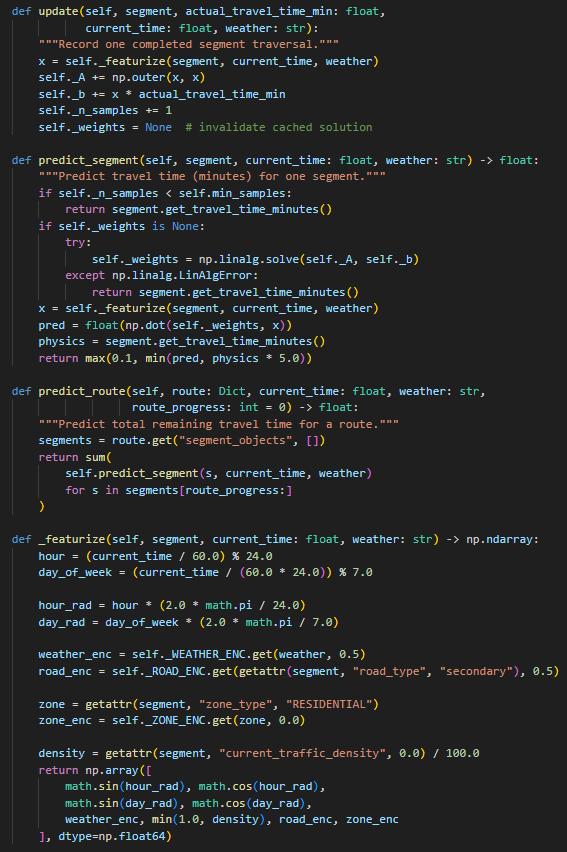 def update(self, segment, actual_travel_time_min: float,
           current_time: float, weather: str):
    """Record one completed segment traversal."""
    x = self._featurize(segment, current_time, weather)
    self._A += np.outer(x, x)
    self._b += x * actual_travel_time_min
    self._n_samples += 1
    self._weights = None  # invalidate cached solution

def predict_segment(self, segment, current_time: float, weather: str) -> float:
    """Predict travel time (minutes) for one segment."""
    if self._n_samples < self.min_samples:
        return segment.get_travel_time_minutes()
    if self._weights is None:
        try:
            self._weights = np.linalg.solve(self._A, self._b)
        except np.linalg.LinAlgError:
            return segment.get_travel_time_minutes()
    x = self._featurize(segment, current_time, weather)
    pred = float(np.dot(self._weights, x))
    physics = segment.get_travel_time_minutes()
    return max(0.1, min(pred, physics * 5.0))

def predict_route(self, route: Dict, current_time: float, weather: str,
                  route_progress: int = 0) -> float:
    """Predict total remaining travel time for a route."""
    segments = route.get("segment_objects", [])
    return sum(
        self.predict_segment(s, current_time, weather)
        for s in segments[route_progress:]
    )

def _featurize(self, segment, current_time: float, weather: str) -> np.ndarray:
    hour = (current_time / 60.0) % 24.0
    day_of_week = (current_time / (60.0 * 24.0)) % 7.0

    hour_rad = hour * (2.0 * math.pi / 24.0)
    day_rad = day_of_week * (2.0 * math.pi / 7.0)

    weather_enc = self._WEATHER_ENC.get(weather, 0.5)
    road_enc = self._ROAD_ENC.get(getattr(segment, "road_type", "secondary"), 0.5)

    zone = getattr(segment, "zone_type", "RESIDENTIAL")
    zone_enc = self._ZONE_ENC.get(zone, 0.0)

    density = getattr(segment, "current_traffic_density", 0.0) / 100.0
    return np.array([
        math.sin(hour_rad), math.cos(hour_rad),
        math.sin(day_rad), math.cos(day_rad),
        weather_enc, min(1.0, density), road_enc, zone_enc
    ], dtype=np.float64)